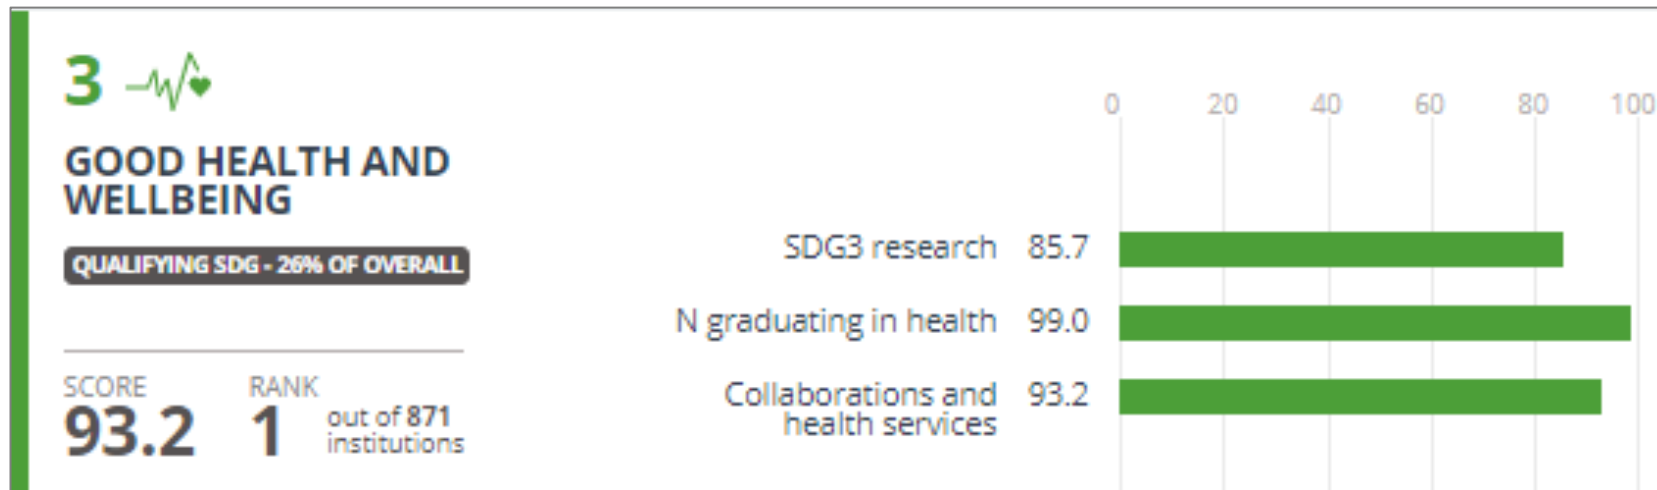 3
GOOD HEALTH AND
WELLBEING
QUALIFYING SDG - 26% OF OVERALL
SCORE
93.2
RANK
1
out of 871
institutions
0 20 40 60 80 100
SDG3 research 85.7
N graduating in health 99.0
Collaborations and 93.2
health services